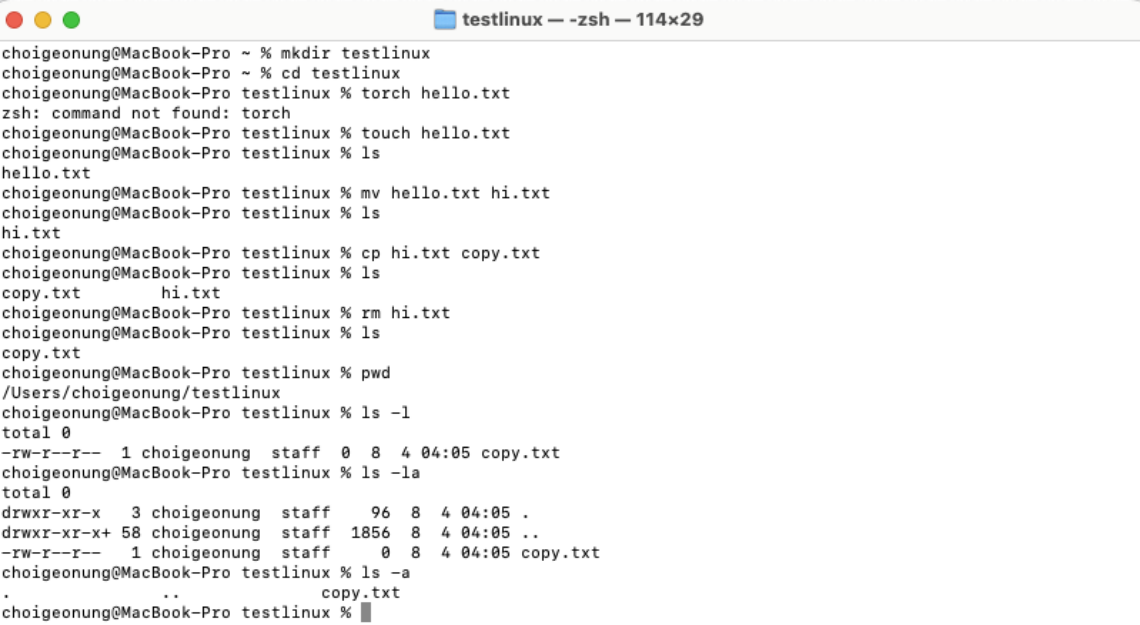 testlinux — -zsh — 114×29
choigeonung@MacBook-Pro ~ % mkdir testlinux
choigeonung@MacBook-Pro ~ % cd testlinux
choigeonung@MacBook-Pro testlinux % torch hello.txt
zsh: command not found: torch
choigeonung@MacBook-Pro testlinux % touch hello.txt
choigeonung@MacBook-Pro testlinux % ls
hello.txt
choigeonung@MacBook-Pro testlinux % mv hello.txt hi.txt
choigeonung@MacBook-Pro testlinux % ls
hi.txt
choigeonung@MacBook-Pro testlinux % cp hi.txt copy.txt
choigeonung@MacBook-Pro testlinux % ls
copy.txt        hi.txt
choigeonung@MacBook-Pro testlinux % rm hi.txt
choigeonung@MacBook-Pro testlinux % ls
copy.txt
choigeonung@MacBook-Pro testlinux % pwd
/Users/choigeonung/testlinux
choigeonung@MacBook-Pro testlinux % ls -l
total 0
-rw-r--r--  1 choigeonung  staff  0  8  4 04:05 copy.txt
choigeonung@MacBook-Pro testlinux % ls -la
total 0
drwxr-xr-x   3 choigeonung  staff    96  8  4 04:05 .
drwxr-xr-x+ 58 choigeonung  staff  1856  8  4 04:05 ..
-rw-r--r--   1 choigeonung  staff     0  8  4 04:05 copy.txt
choigeonung@MacBook-Pro testlinux % ls -a
.               ..              copy.txt
choigeonung@MacBook-Pro testlinux %